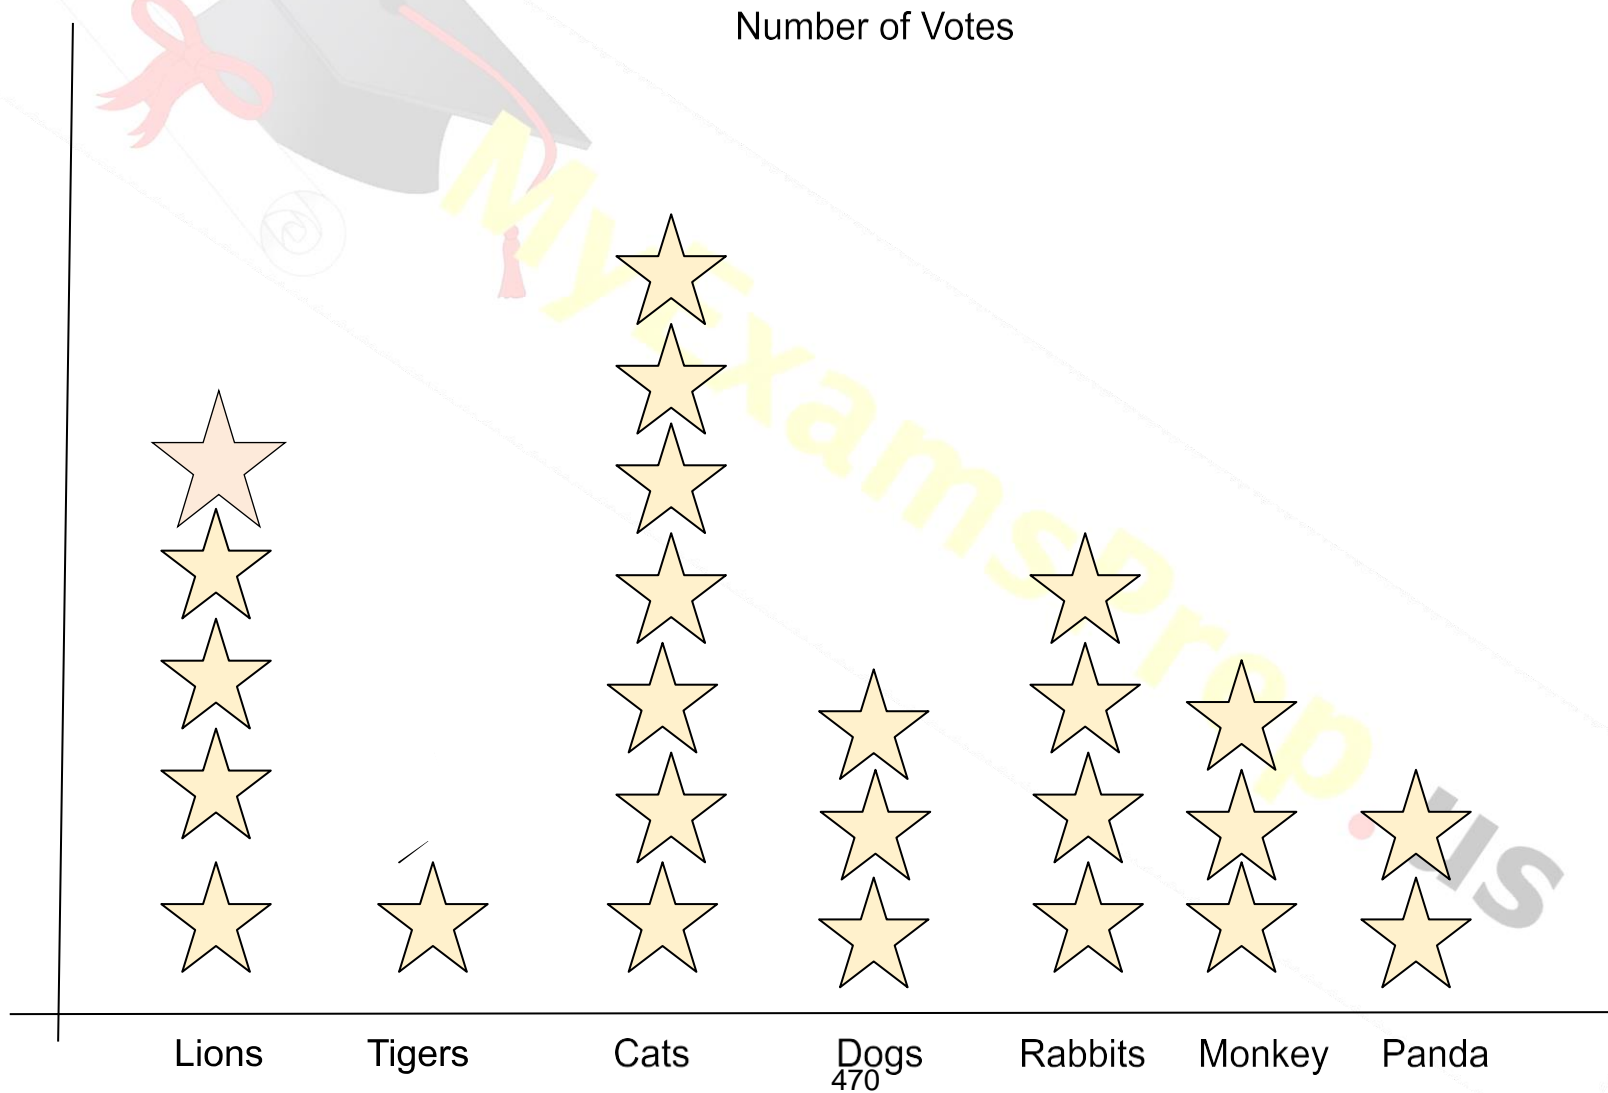 Number of Votes
MyExamsPrep.us
Lions Tigers Cats Dogs Rabbits Monkey Panda
470